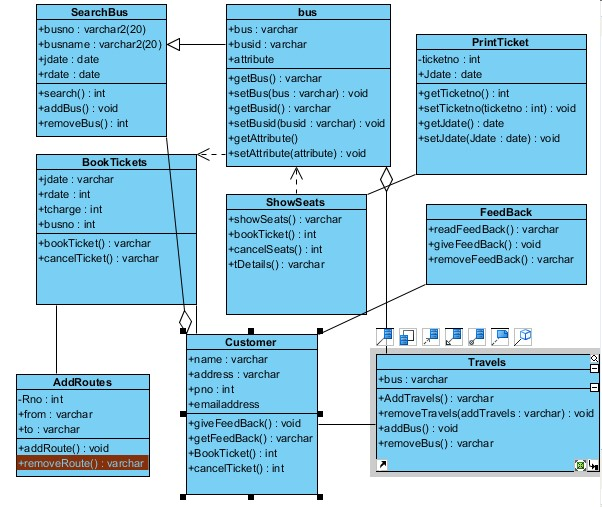 SearchBus
+busno : varchar2(20)
+busname : varchar2(20)
+jdate : date
+rdate : date
+search() : int
+addBus() : void
+removeBus() : int
bus
+bus : varchar
+busid : varchar
+attribute
+getBus() : varchar
+setBus(bus : varchar) : void
+getBusid() : varchar
+setBusid(busid : varchar) : void
+getAttribute()
+setAttribute(attribute) : void
PrintTicket
-ticketno : int
+Jdate : date
+getTicketno() : int
+setTicketno(ticketno : int) : void
+getJdate() : date
+setJdate(Jdate : date) : void
BookTickets
+jdate : varchar
+rdate : int
+tcharge : int
+busno : int
+bookTicket() : varchar
+cancelTicket() : varchar
ShowSeats
+showSeats() : varchar
+bookTicket() : int
+cancelSeats() : int
+tDetails() : varchar
FeedBack
+readFeedBack() : varchar
+giveFeedBack() : void
+removeFeedBack() : int
Customer
+name : varchar
+address : varchar
+pno : int
+emailaddress
+giveFeedBack() : void
+getFeedBack() : varchar
+BookTicket() : int
+cancelTicket() : int
Travels
+bus : varchar
+AddTravels() : varchar
+removeTravels(addTravels : varchar) : void
+addBus() : void
+removeBus() : varchar
AddRoutes
-Rno : int
+from : varchar
+to : varchar
+addRoute() : void
+removeRoute() : varchar